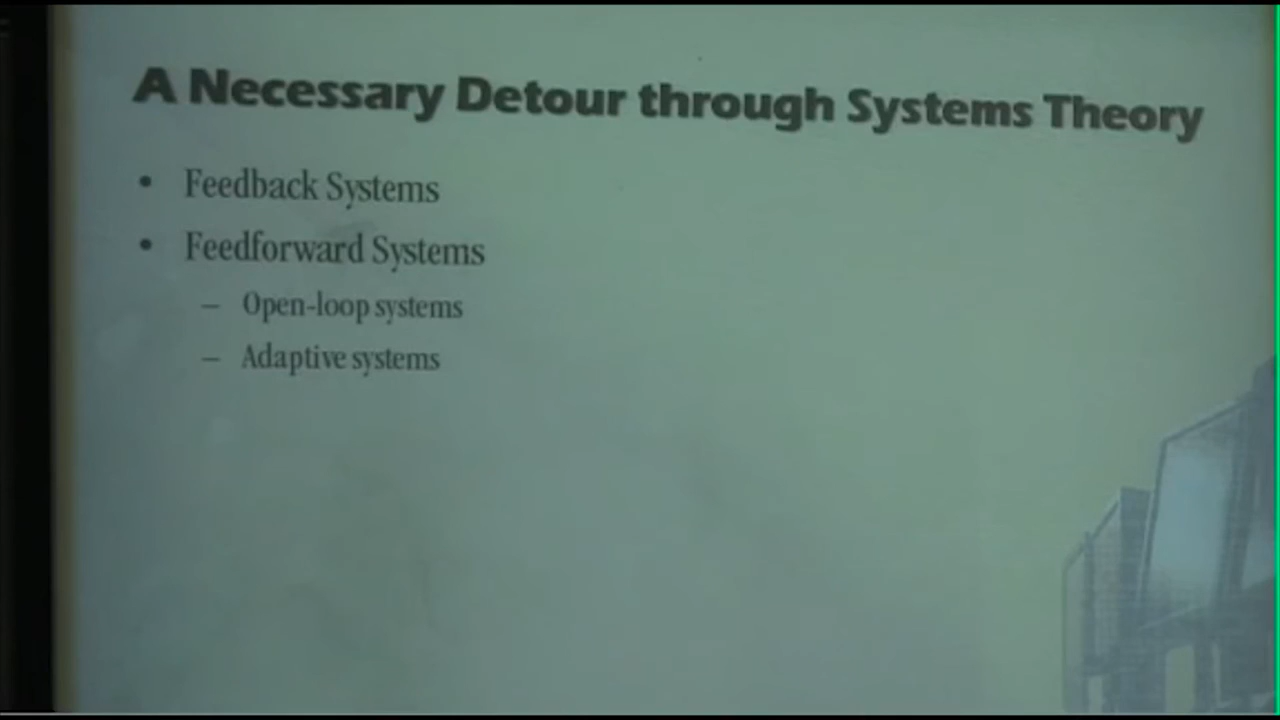 A Necessary Detour through Systems Theory
• Feedback Systems
• Feedforward Systems
– Open-loop systems
– Adaptive systems